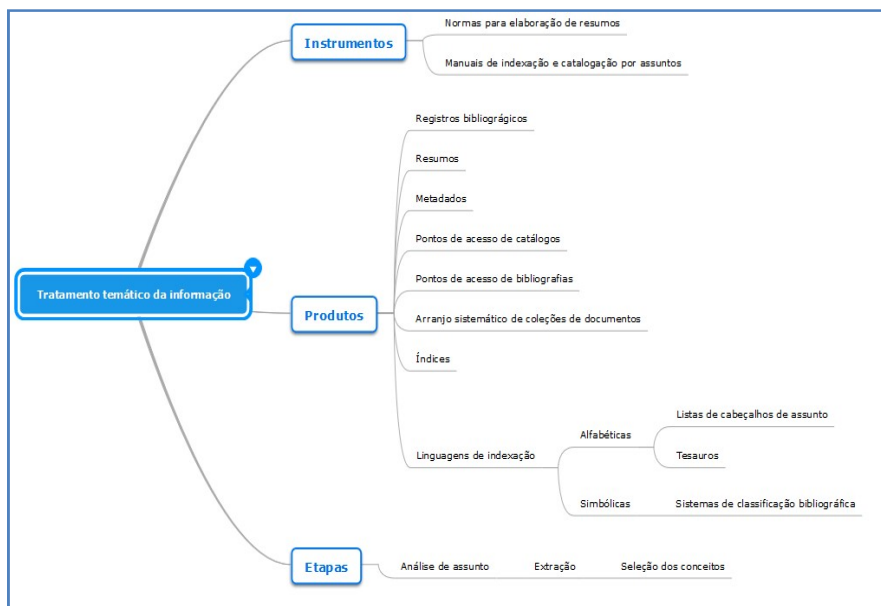 Tratamento temático da informação
Instrumentos
Normas para elaboração de resumos
Manuais de indexação e catalogação por assuntos
Produtos
Registros bibliográgicos
Resumos
Metadados
Pontos de acesso de catálogos
Pontos de acesso de bibliografias
Arranjo sistemático de coleções de documentos
Índices
Linguagens de indexação
Alfabéticas
Listas de cabeçalhos de assunto
Tesauros
Simbólicas
Sistemas de classificação bibliográfica
Etapas
Análise de assunto
Extração
Seleção dos conceitos